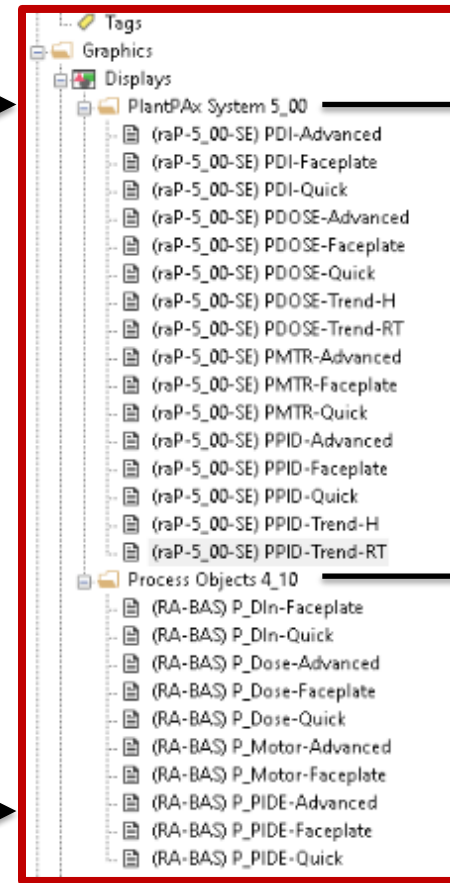 Tags
Graphics
Displays
PlantPAx System 5_00
(raP-5_00-SE) PDI-Advanced
(raP-5_00-SE) PDI-Faceplate
(raP-5_00-SE) PDI-Quick
(raP-5_00-SE) PDOSE-Advanced
(raP-5_00-SE) PDOSE-Faceplate
(raP-5_00-SE) PDOSE-Quick
(raP-5_00-SE) PDOSE-Trend-H
(raP-5_00-SE) PDOSE-Trend-RT
(raP-5_00-SE) PMTR-Advanced
(raP-5_00-SE) PMTR-Faceplate
(raP-5_00-SE) PMTR-Quick
(raP-5_00-SE) PPID-Advanced
(raP-5_00-SE) PPID-Faceplate
(raP-5_00-SE) PPID-Quick
(raP-5_00-SE) PPID-Trend-H
(raP-5_00-SE) PPID-Trend-RT
Process Objects 4_10
(RA-BAS) P_DIn-Faceplate
(RA-BAS) P_DIn-Quick
(RA-BAS) P_Dose-Advanced
(RA-BAS) P_Dose-Faceplate
(RA-BAS) P_Dose-Quick
(RA-BAS) P_Motor-Advanced
(RA-BAS) P_Motor-Faceplate
(RA-BAS) P_PIDE-Advanced
(RA-BAS) P_PIDE-Faceplate
(RA-BAS) P_PIDE-Quick